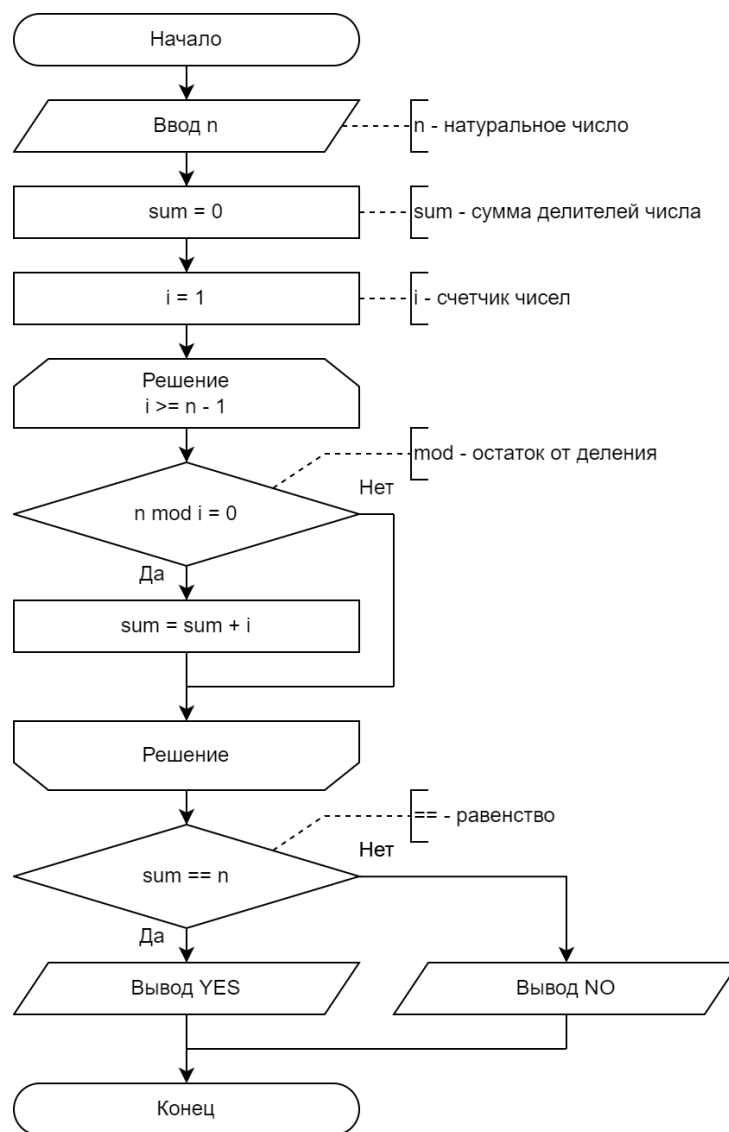 Начало
Ввод n
n - натуральное число
sum = 0
sum - сумма делителей числа
i = 1
i - счетчик чисел
Решение
i >= n - 1
mod - остаток от деления
n mod i = 0
Нет
Да
sum = sum + i
Решение
== - равенство
sum == n
Нет
Да
Вывод YES
Вывод NO
Конец